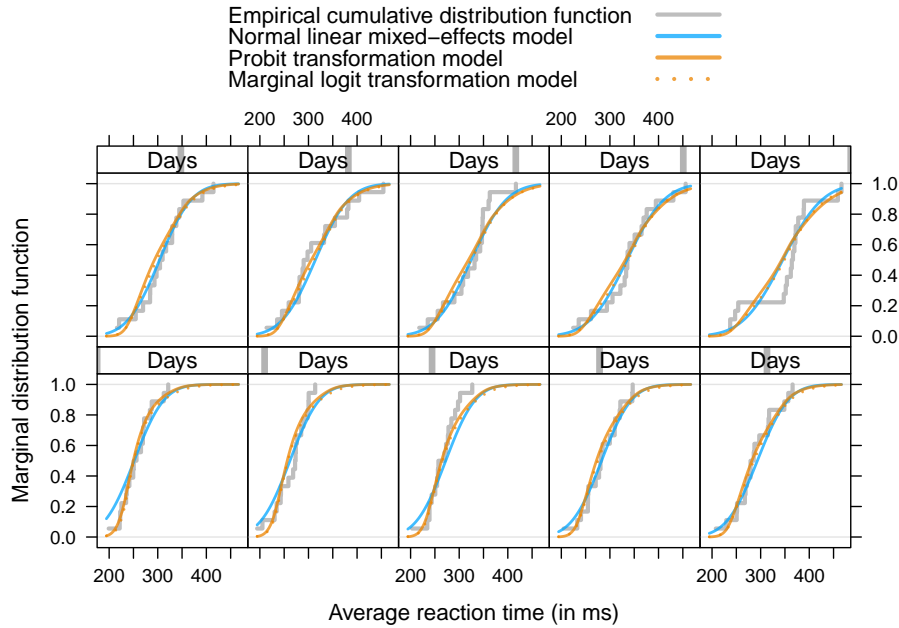 Empirical cumulative distribution function
Normal linear mixed−effects model
Probit transformation model
Marginal logit transformation model
200 300 400 200 300 400
Days Days Days Days Days
1.0
0.8
0.6
0.4
0.2
0.0
Days Days Days Days Days
1.0
0.8
0.6
0.4
0.2
0.0
200 300 400 200 300 400 200 300 400
Marginal distribution function
Average reaction time (in ms)